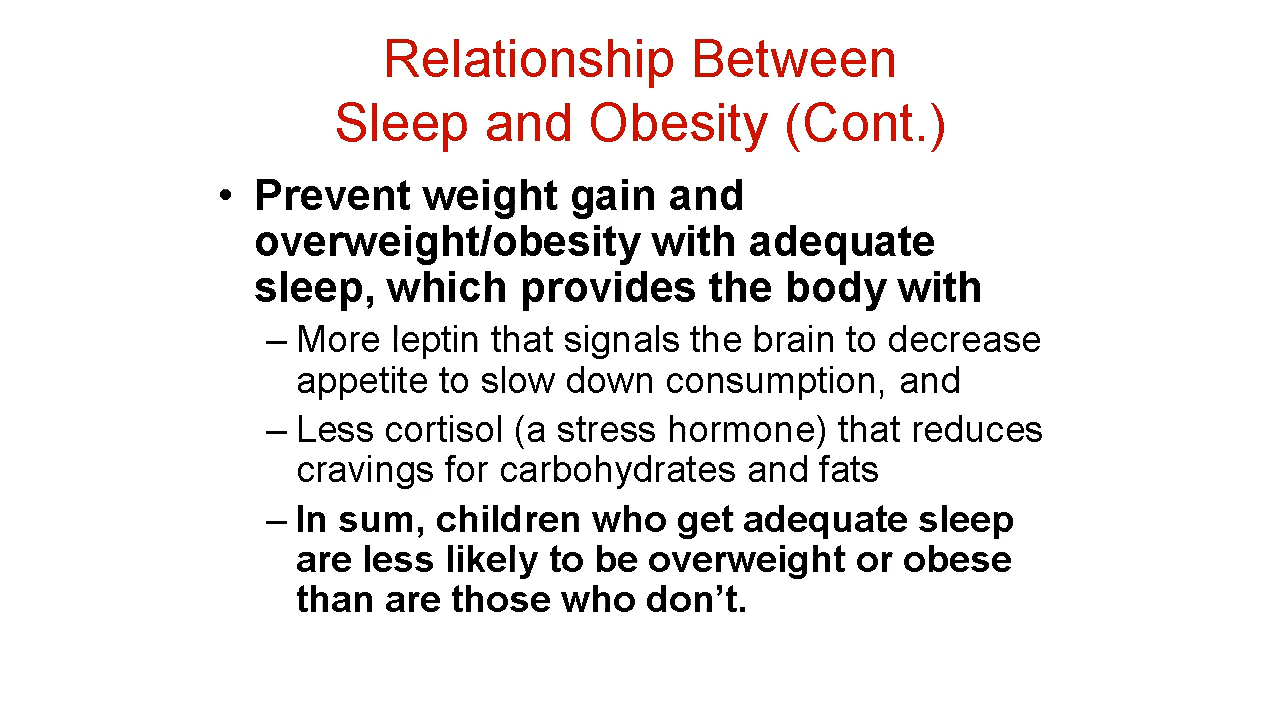 Relationship Between
Sleep and Obesity (Cont.)
• Prevent weight gain and
overweight/obesity with adequate
sleep, which provides the body with
– More leptin that signals the brain to decrease
appetite to slow down consumption, and
– Less cortisol (a stress hormone) that reduces
cravings for carbohydrates and fats
– In sum, children who get adequate sleep
are less likely to be overweight or obese
than are those who don’t.